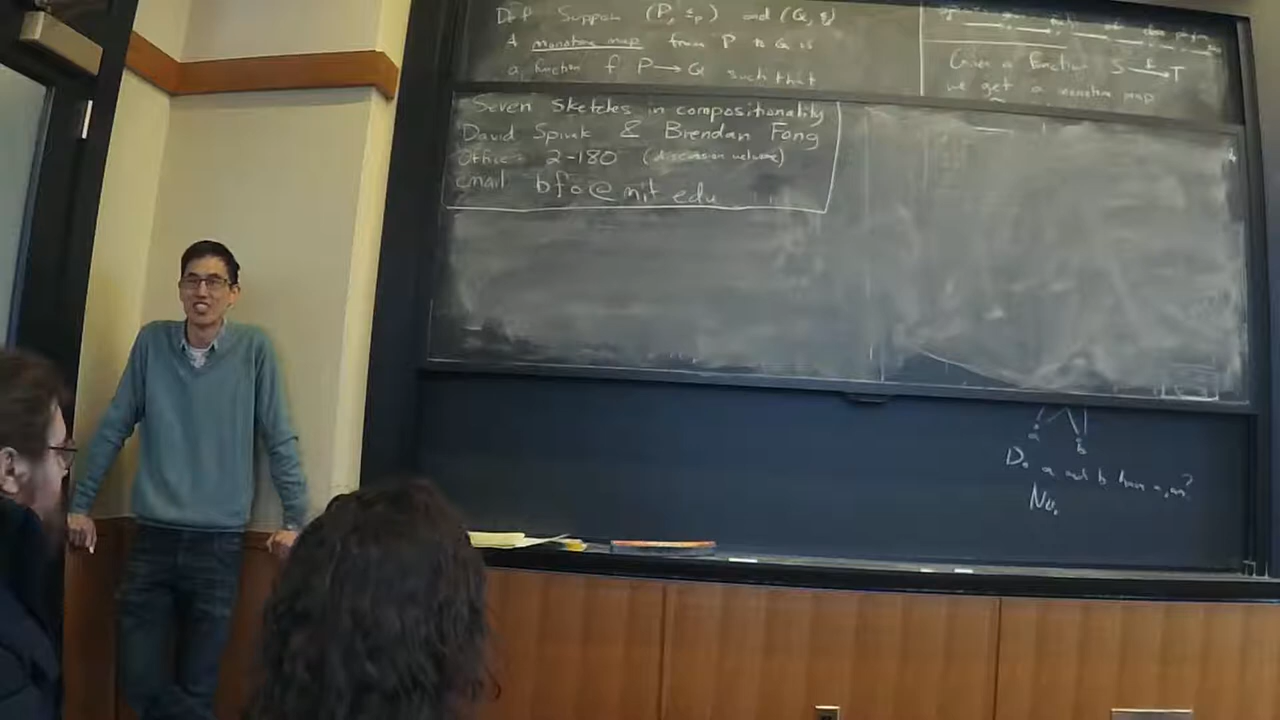 Def Suppose (P, ≤p) and (Q, ≤)
A monotone map from P to Q is
a function f P→Q such that
Given a function S f→ T
we get a monotone map
Seven Sketches in compositionality
David Spivak & Brendan Fong
Office 2-180 (discussion welcome)
email bfo@mit edu
a
b
Do a and b have a
No.